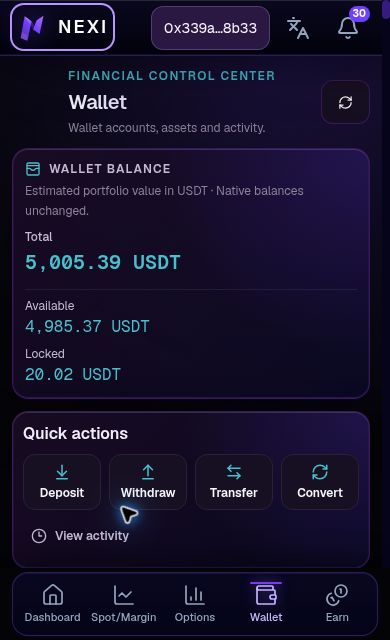 NEXI
0x339a...8b33
30
FINANCIAL CONTROL CENTER
Wallet
Wallet accounts, assets and activity.
WALLET BALANCE
Estimated portfolio value in USDT · Native balances
unchanged.
Total
5,005.39 USDT
Available
4,985.37 USDT
Locked
20.02 USDT
Quick actions
Deposit
Withdraw
Transfer
Convert
View activity
Dashboard
Spot/Margin
Options
Wallet
Earn